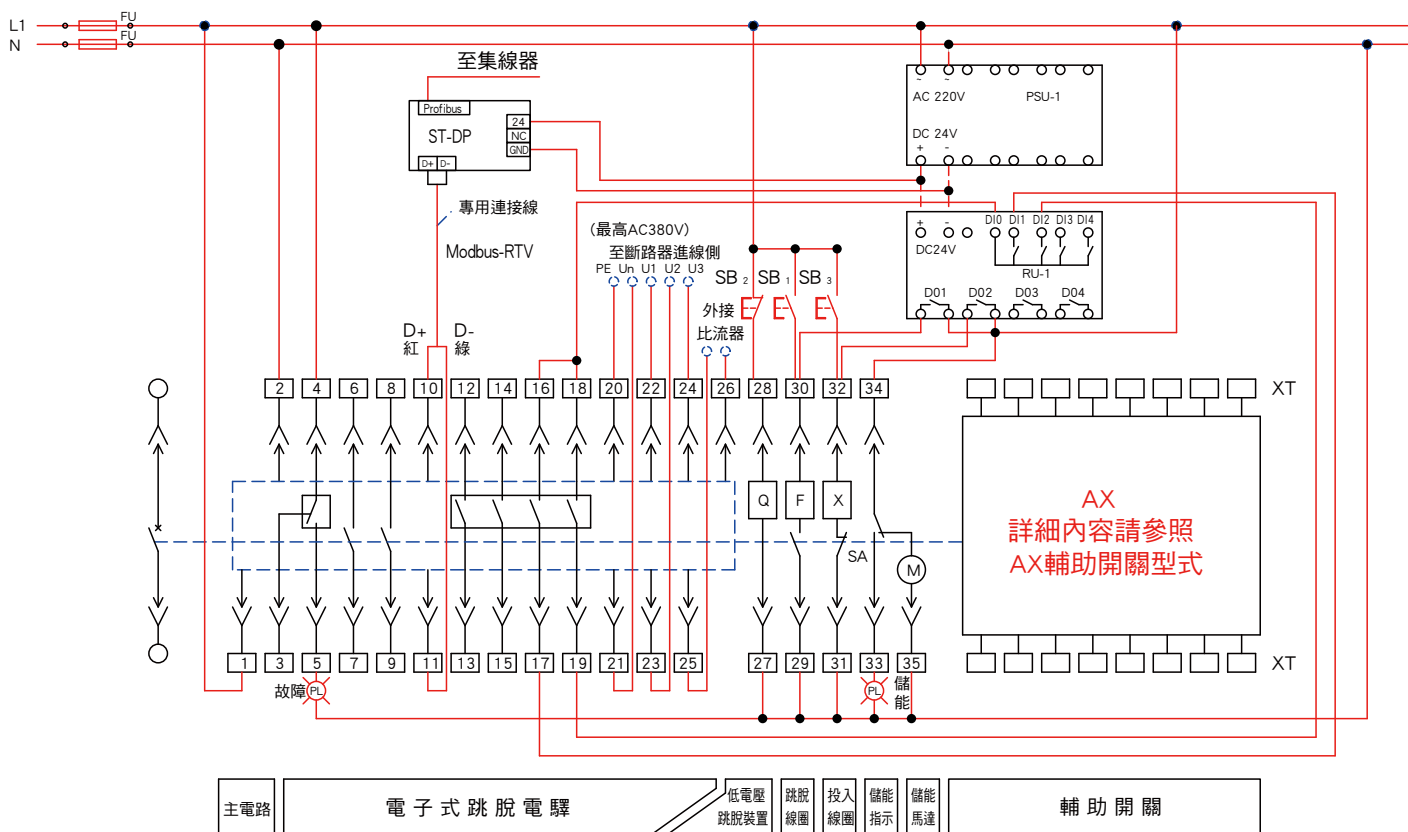 L1
FU
N
FU
至集線器
Profibus
ST-DP
24
NC
GND
D+ D-
AC 220V
PSU-1
~ ~
DC 24V
+ -
專用連接線
Modbus-RTV
(最高AC380V)
至斷路器進線側
PE Un U1 U2 U3
SB 2 SB 1 SB 3
外接
比流器
+ -
DC24V
DI0 DI1 DI2 DI3 DI4
RU-1
D01 D02 D03 D04
D+ D-
紅 綠
2 4 6 8 10 12 14 16 18 20 22 24 26 28 30 32 34
XT
Q F X
SA
M
AX
詳細內容請參照
AX輔助開關型式
1 3 5 7 9 11 13 15 17 19 21 23 25 27 29 31 33 35
XT
故障 PL
PL 儲能
主電路
電子式跳脫電驛
低電壓
跳脫裝置
跳脫
線圈
投入
線圈
儲能
指示
儲能
馬達
輔助開關